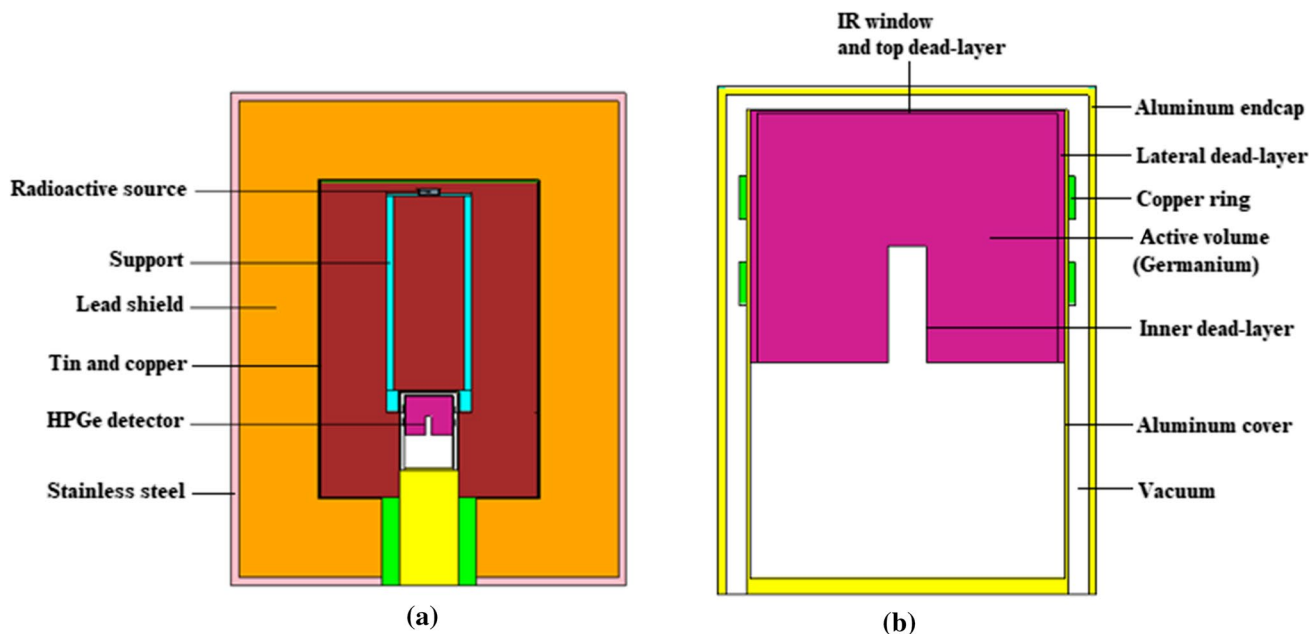 Radioactive source
Support
Lead shield
Tin and copper
HPGe detector
Stainless steel
(a)
IR window
and top dead-layer
Aluminum endcap
Lateral dead-layer
Copper ring
Active volume
(Germanium)
Inner dead-layer
Aluminum cover
Vacuum
(b)